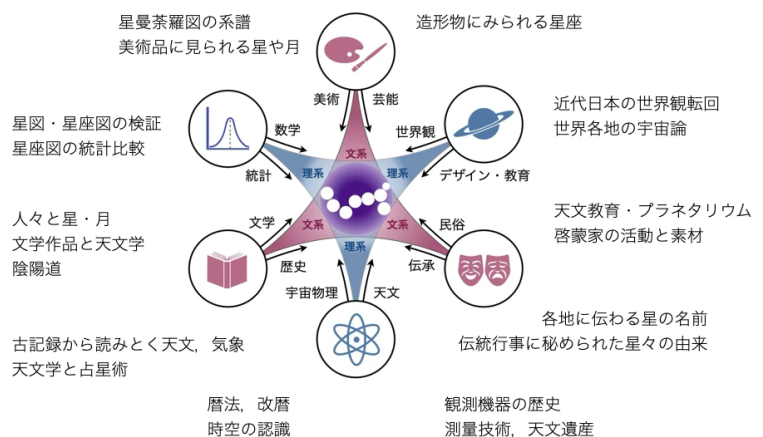 星曼荼羅図の系譜
美術品に見られる星や月
造形物にみられる星座
美術
芸能
星図・星座図の検証
星座図の統計比較
数学
統計
世界観
デザイン・教育
近代日本の世界観転回
世界各地の宇宙論
文系
理系
理系
文系
文系
理系
人々と星・月
文学作品と天文学
陰陽道
文学
歴史
民俗
伝承
天文教育・プラネタリウム
啓蒙家の活動と素材
宇宙物理
天文
古記録から読みとく天文，気象
天文学と占星術
各地に伝わる星の名前
伝統行事に秘められた星々の由来
暦法，改暦
時空の認識
観測機器の歴史
測量技術，天文遺産